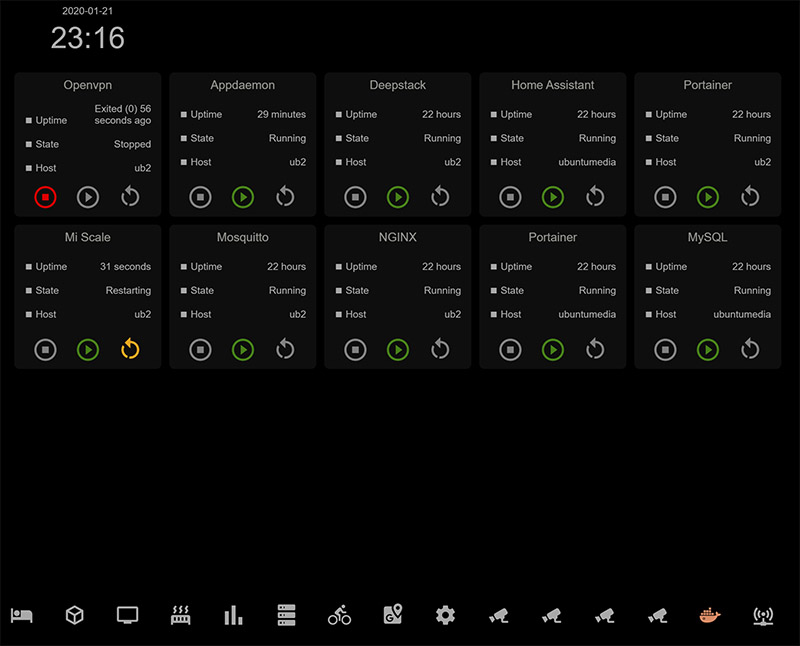 2020-01-21
23:16
Openvpn
Uptime
Exited (0) 56
seconds ago
State Stopped
Host ub2
Appdaemon
Uptime 29 minutes
State Running
Host ub2
Deepstack
Uptime 22 hours
State Running
Host ub2
Home Assistant
Uptime 22 hours
State Running
Host ubuntumedia
Portainer
Uptime 22 hours
State Running
Host ub2
Mi Scale
Uptime 31 seconds
State Restarting
Host ub2
Mosquitto
Uptime 22 hours
State Running
Host ub2
NGINX
Uptime 22 hours
State Running
Host ub2
Portainer
Uptime 22 hours
State Running
Host ubuntumedia
MySQL
Uptime 22 hours
State Running
Host ubuntumedia
G